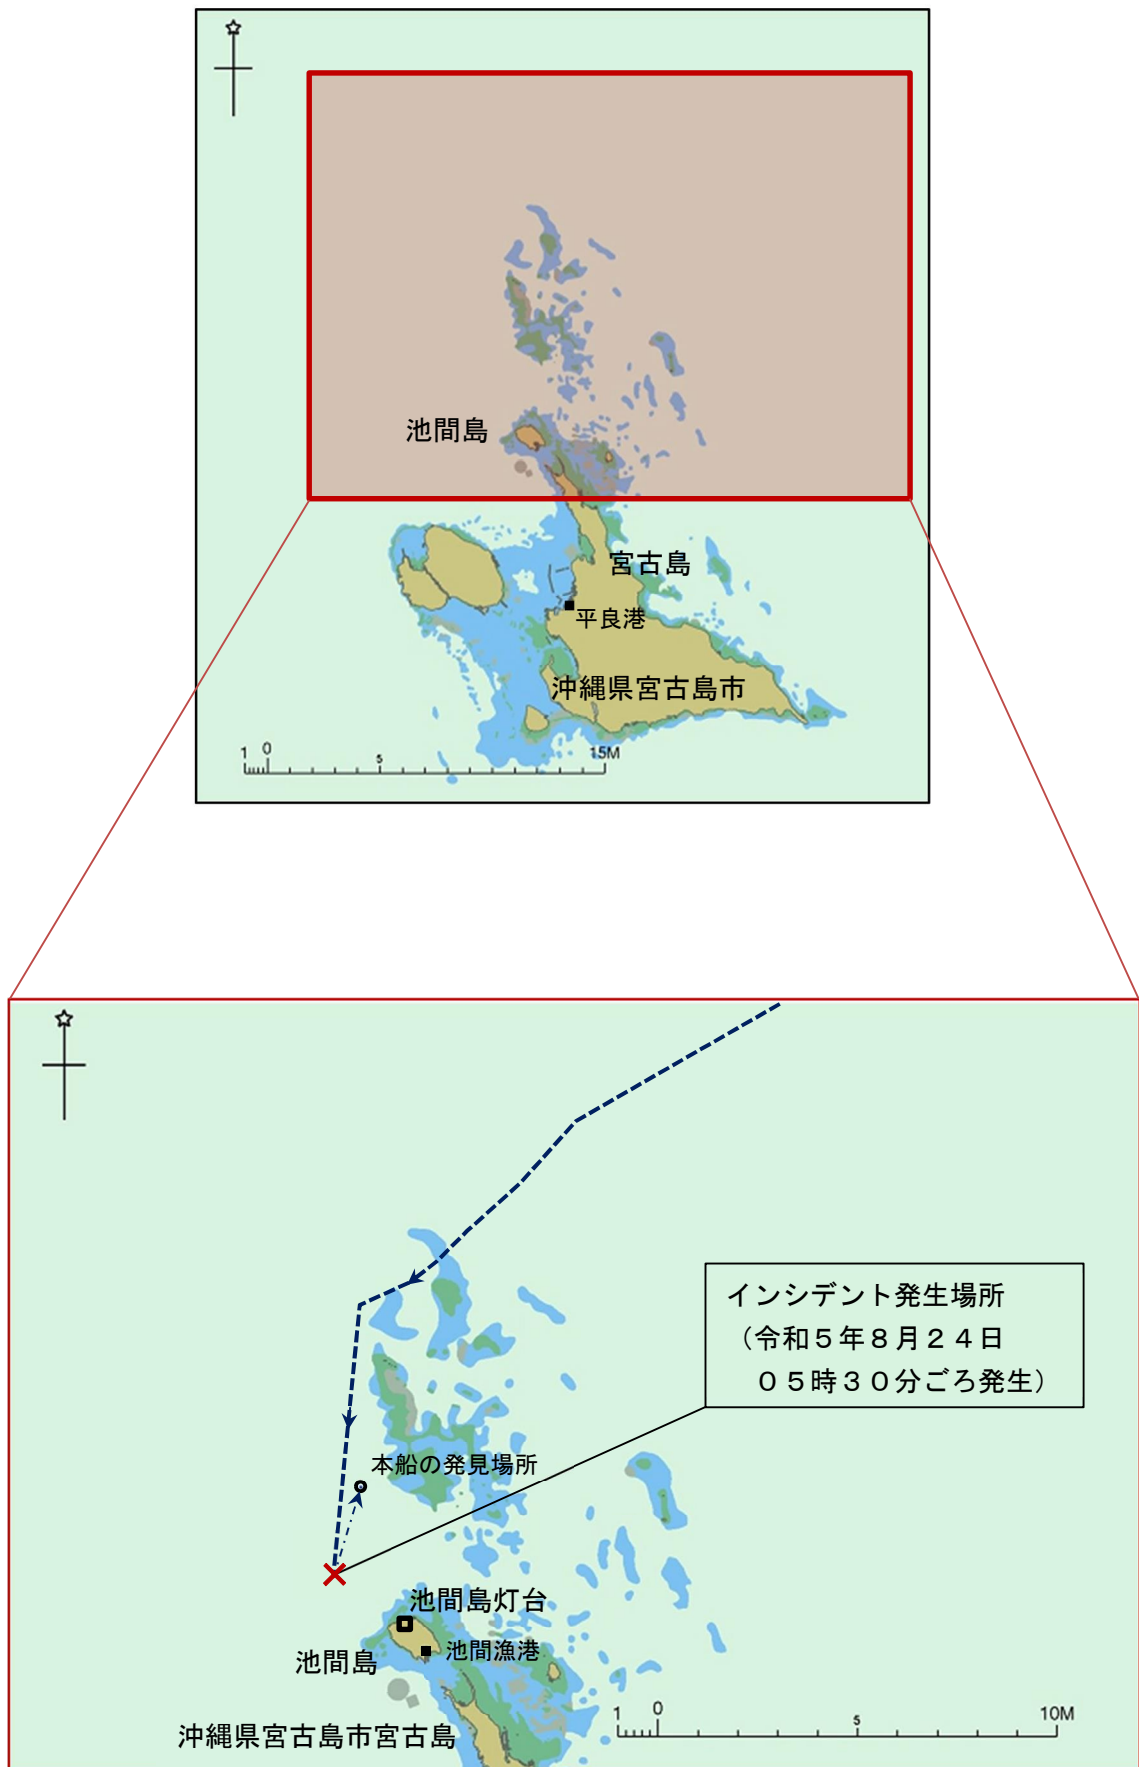 池間島
宮古島
平良港
沖縄県宮古島市
1 0 5 15M
インシデント発生場所
（令和５年８月２４日
０５時３０分ごろ発生）
本船の発見場所
池間島灯台
池間漁港
池間島
沖縄県宮古島市宮古島
1 0 5 10M